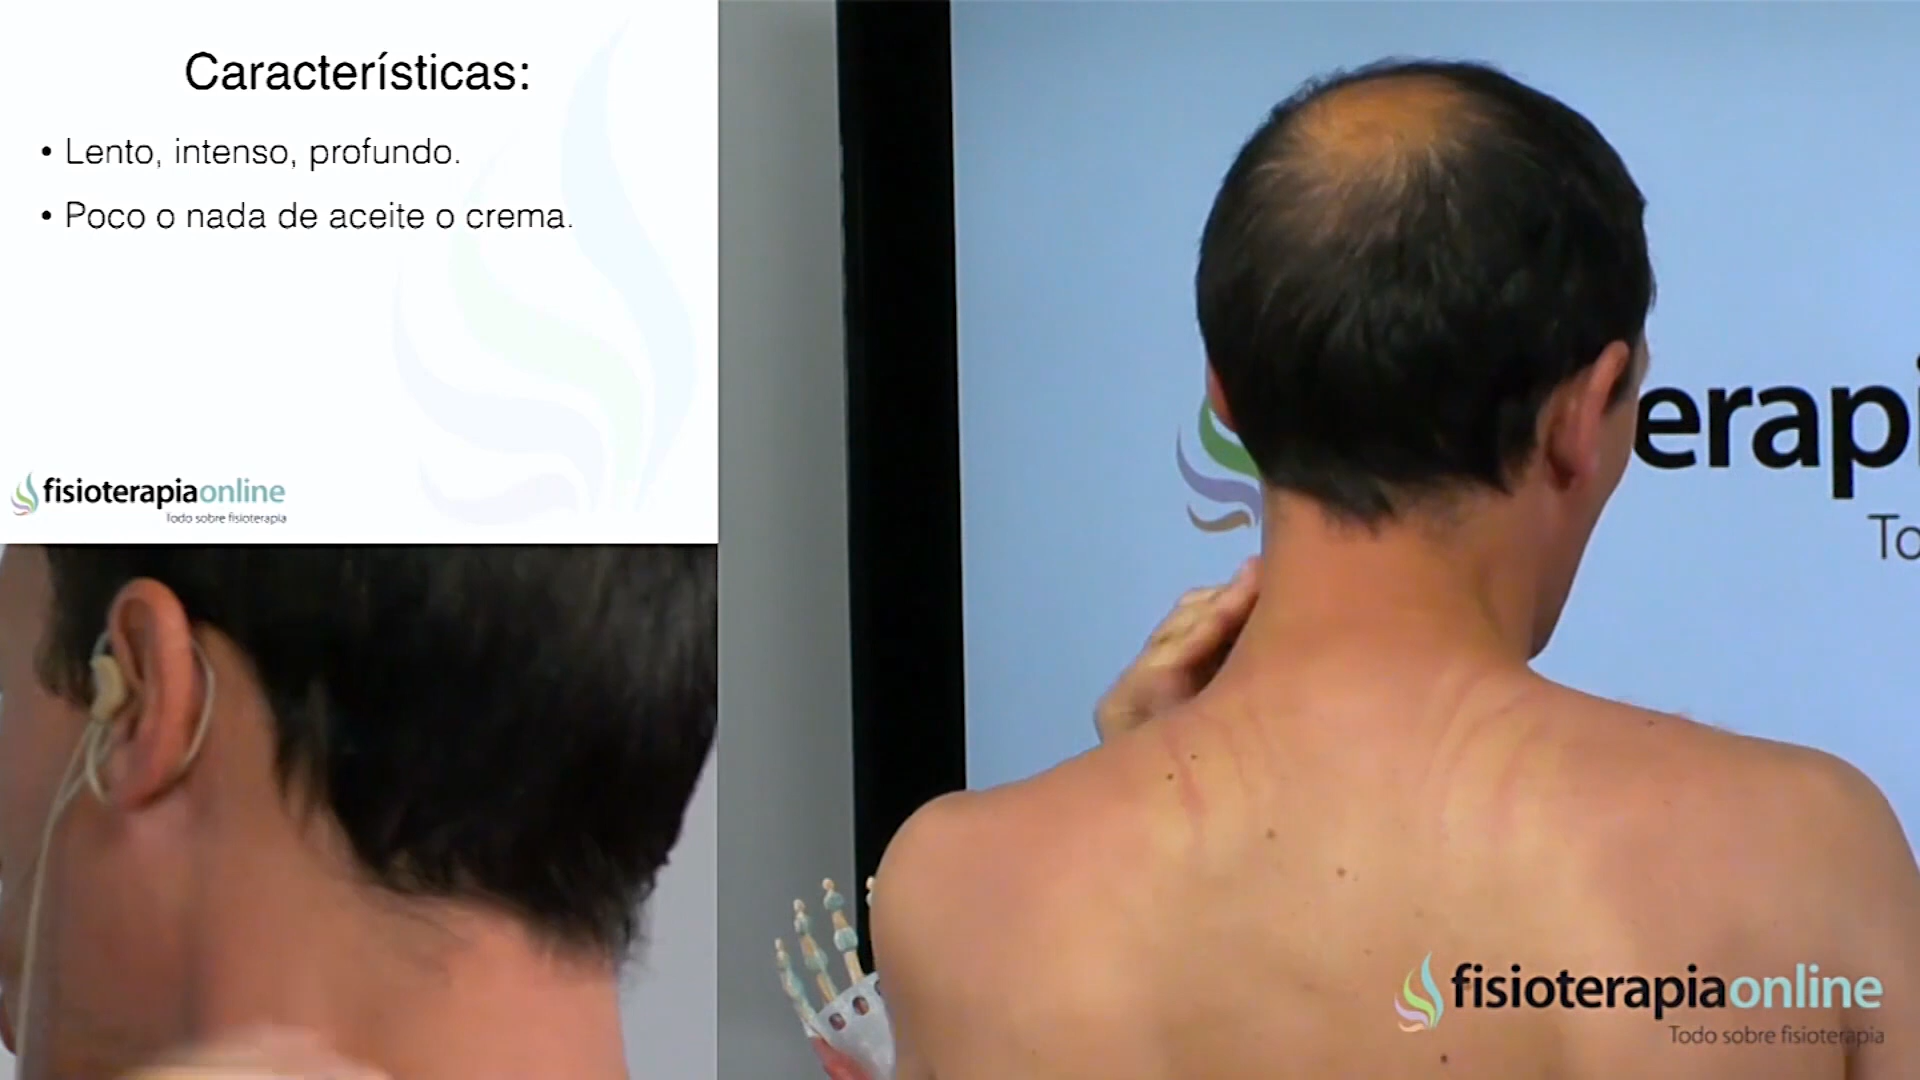 Características:
• Lento, intenso, profundo.
• Poco o nada de aceite o crema.
fisioterapiaonline
Todo sobre fisioterapia
erapi
To
fisioterapiaonline
Todo sobre fisioterapia